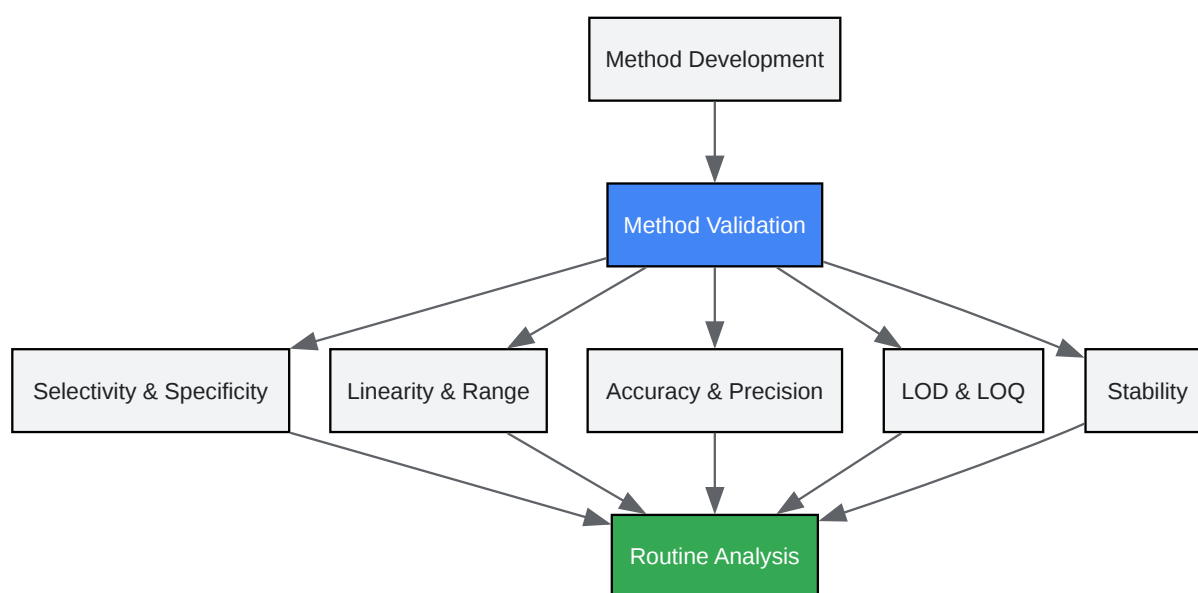 Method Development
Method Validation
Selectivity & Specificity
Linearity & Range
Accuracy & Precision
LOD & LOQ
Stability
Routine Analysis